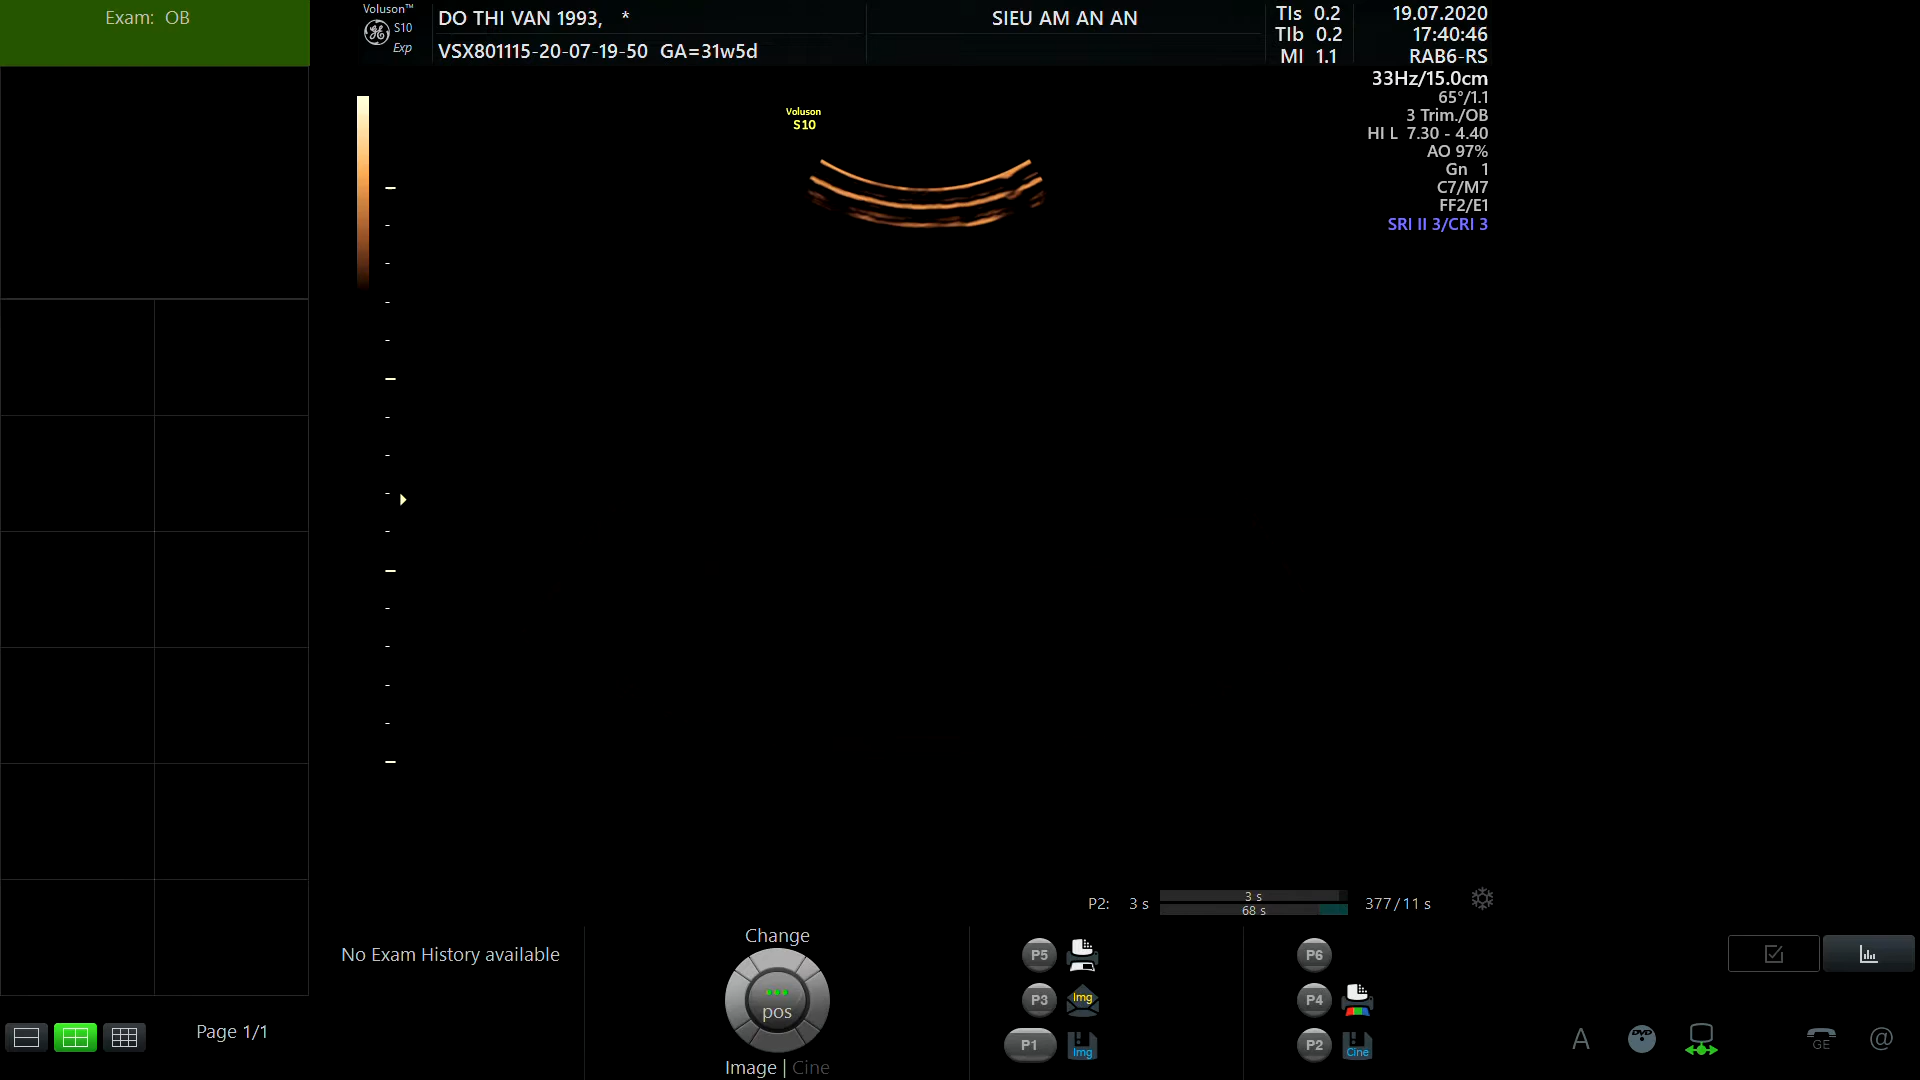 Exam: OB
Voluson™
S10
Exp
DO THI VAN 1993, *
VSX801115-20-07-19-50 GA=31w5d
SIEU AM AN AN
TIs 0.2
TIb 0.2
MI 1.1
19.07.2020
17:40:46
RAB6-RS
33Hz/15.0cm
65°/1.1
3 Trim./OB
HI L 7.30 - 4.40
AO 97%
Gn 1
C7/M7
FF2/E1
SRI II 3/CRI 3
Voluson
S10
P2: 3 s
3 s
68 s
377/11 s
No Exam History available
Change
pos
Image | Cine
P5
P3 Img
P1 Img
P6
P4
P2 Cine
Page 1/1
A
DVD
GE
@